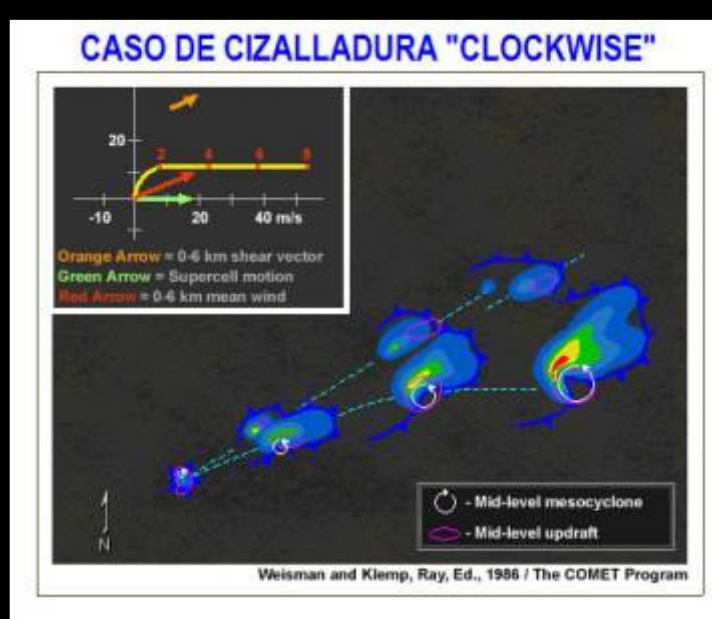 CASO DE CIZALLADURA "CLOCKWISE"
20
2 4 6 8
-10 20 40 m/s
Orange Arrow = 0-6 km shear vector
Green Arrow = Supercell motion
Red Arrow = 0-6 km mean wind
- Mid-level mesocyclone
- Mid-level updraft
N
Weisman and Klemp, Ray, Ed., 1986 / The COMET Program